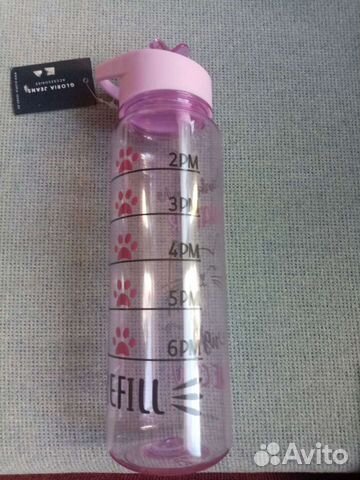 GLORIA JEANS
ACCESSORIES
2PM
3PM
4PM
5PM
6PM
EFILL
Avito